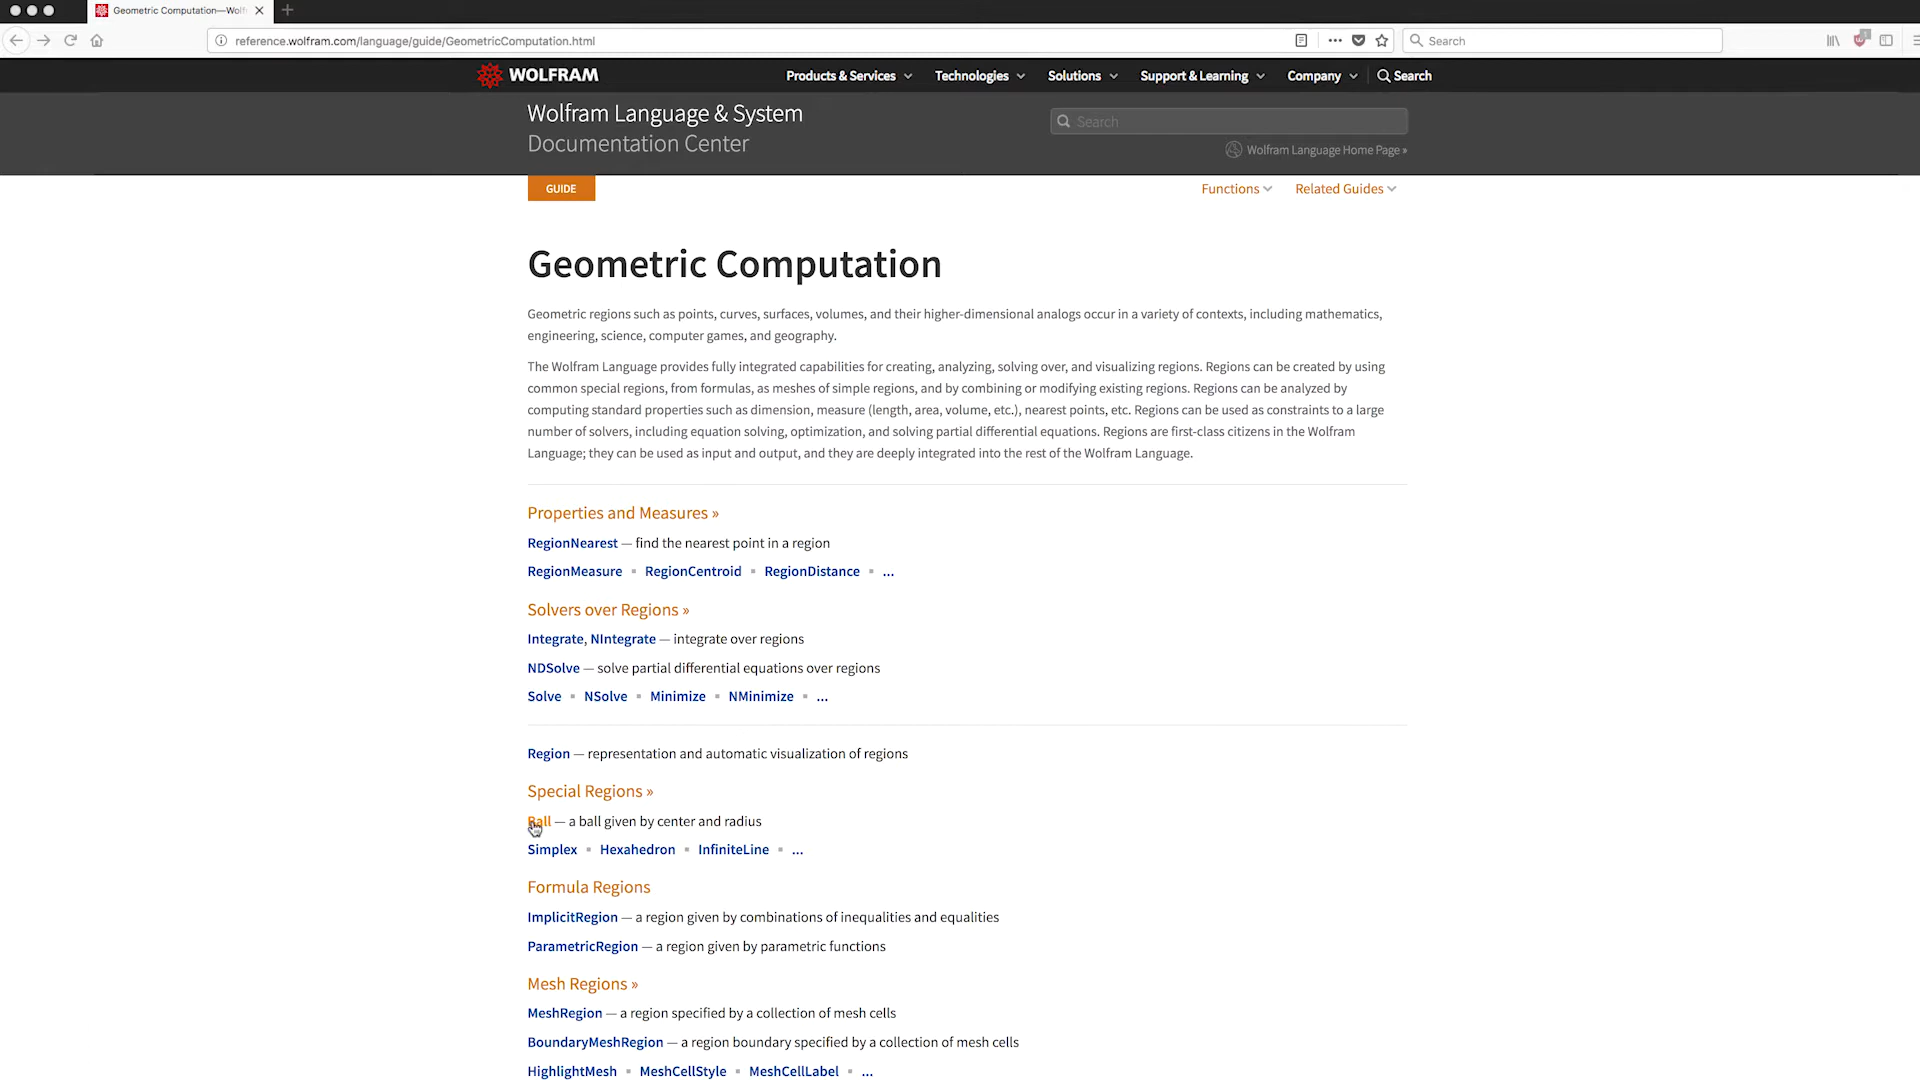 Geometric Computation—Wolf
reference.wolfram.com/language/guide/GeometricComputation.html
Search
WOLFRAM
Products & Services
Technologies
Solutions
Support & Learning
Company
Search
Wolfram Language & System
Documentation Center
Search
Wolfram Language Home Page »
GUIDE
Functions
Related Guides
Geometric Computation
Geometric regions such as points, curves, surfaces, volumes, and their higher-dimensional analogs occur in a variety of contexts, including mathematics,
engineering, science, computer games, and geography.
The Wolfram Language provides fully integrated capabilities for creating, analyzing, solving over, and visualizing regions. Regions can be created by using
common special regions, from formulas, as meshes of simple regions, and by combining or modifying existing regions. Regions can be analyzed by
computing standard properties such as dimension, measure (length, area, volume, etc.), nearest points, etc. Regions can be used as constraints to a large
number of solvers, including equation solving, optimization, and solving partial differential equations. Regions are first-class citizens in the Wolfram
Language; they can be used as input and output, and they are deeply integrated into the rest of the Wolfram Language.
Properties and Measures »
RegionNearest — find the nearest point in a region
RegionMeasure ▪ RegionCentroid ▪ RegionDistance ▪ ...
Solvers over Regions »
Integrate, NIntegrate — integrate over regions
NDSolve — solve partial differential equations over regions
Solve ▪ NSolve ▪ Minimize ▪ NMinimize ▪ ...
Region — representation and automatic visualization of regions
Special Regions »
Ball — a ball given by center and radius
Simplex ▪ Hexahedron ▪ InfiniteLine ▪ ...
Formula Regions
ImplicitRegion — a region given by combinations of inequalities and equalities
ParametricRegion — a region given by parametric functions
Mesh Regions »
MeshRegion — a region specified by a collection of mesh cells
BoundaryMeshRegion — a region boundary specified by a collection of mesh cells
HighlightMesh ▪ MeshCellStyle ▪ MeshCellLabel ▪ ...